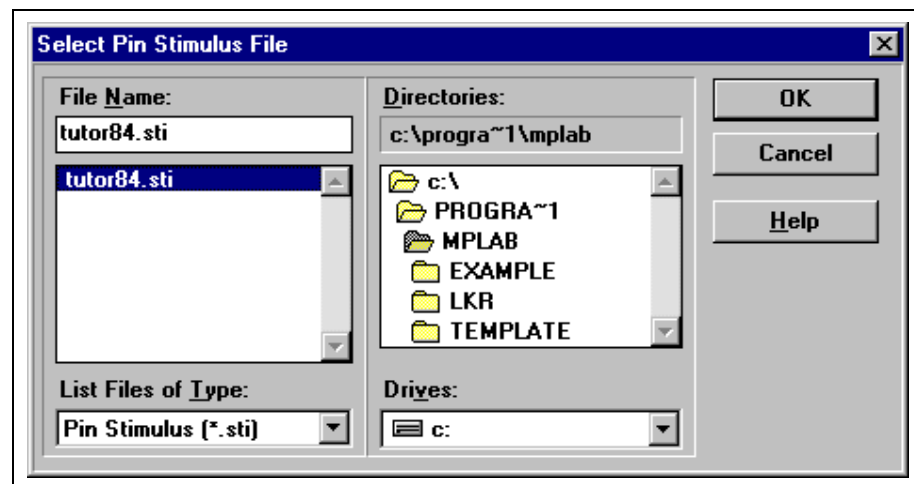 Select Pin Stimulus File
File Name:
tutor84.sti
tutor84.sti
List Files of Type:
Pin Stimulus (*.sti)
Directories:
c:\progra~1\mplab
c:\
PROGRA~1
MPLAB
EXAMPLE
LKR
TEMPLATE
Drives:
c:
OK
Cancel
Help